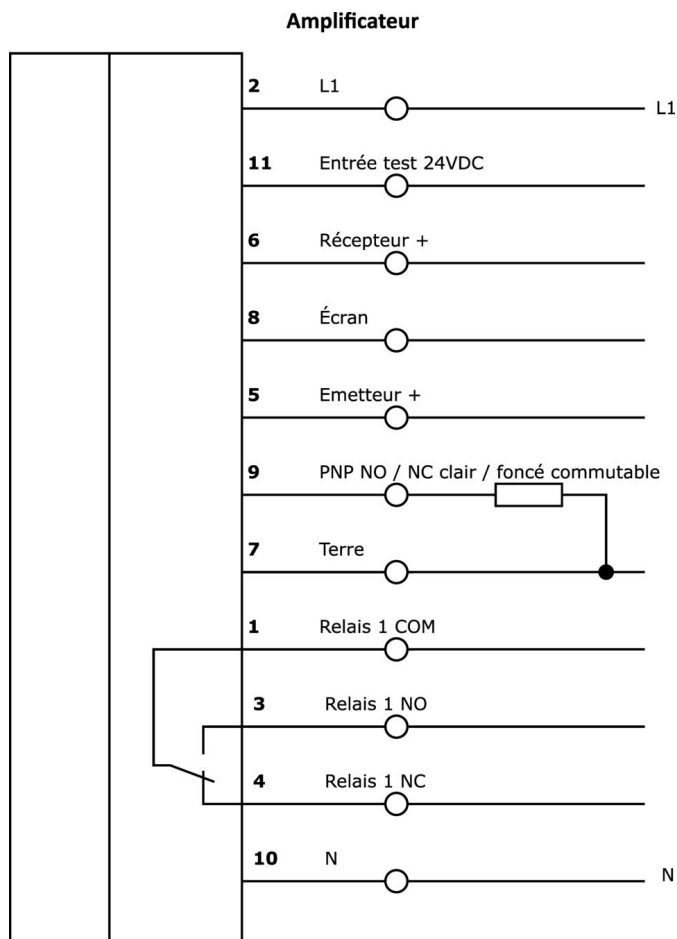 Amplificateur
2 L1
L1
11 Entrée test 24VDC
6 Récepteur +
8 Écran
5 Emetteur +
9 PNP NO / NC clair / foncé commutable
7 Terre
1 Relais 1 COM
3 Relais 1 NO
4 Relais 1 NC
10 N
N